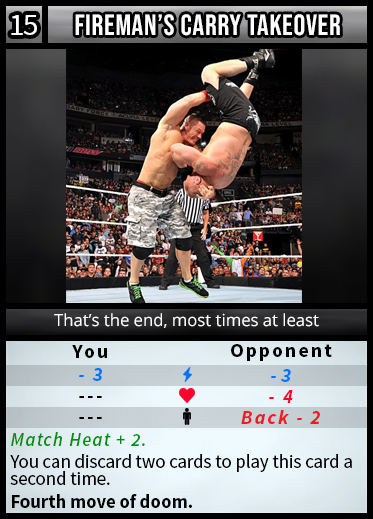 15 FIREMAN'S CARRY TAKEOVER
That's the end, most times at least
You Opponent
- 3 - 3
--- - 4
--- Back - 2
Match Heat + 2.
You can discard two cards to play this card a
second time.
Fourth move of doom.